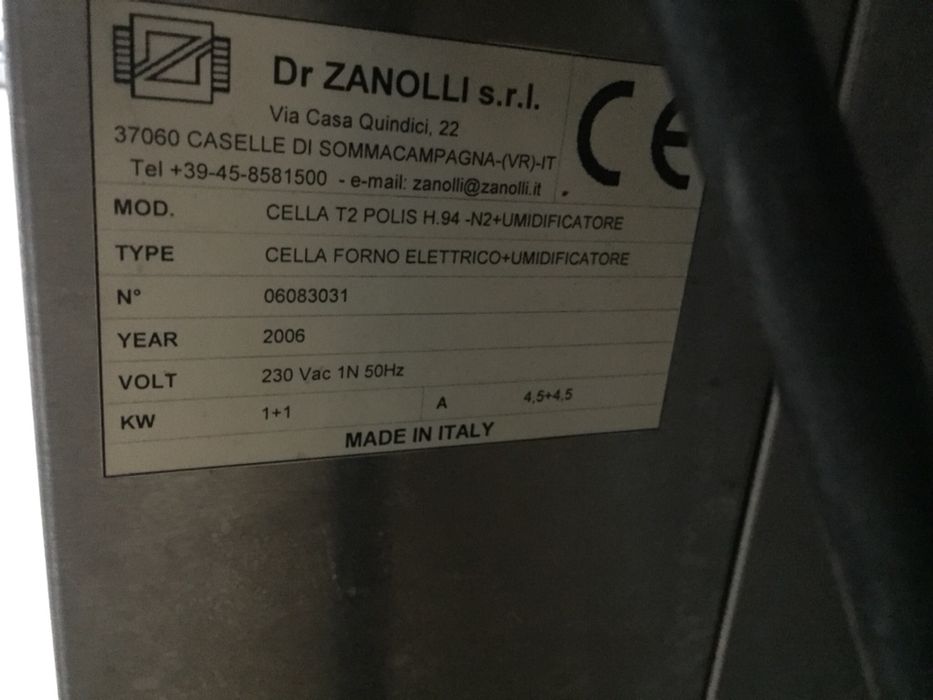 Dr ZANOLLI s.r.l.
Via Casa Quindici, 22
37060 CASELLE DI SOMMACAMPAGNA-(VR)-IT
Tel +39-45-8581500 - e-mail: zanolli@zanolli.it
CE
MOD. CELLA T2 POLIS H.94 -N2+UMIDIFICATORE
TYPE CELLA FORNO ELETTRICO+UMIDIFICATORE
N° 06083031
YEAR 2006
VOLT 230 Vac 1N 50Hz
KW 1+1 A 4,5+4,5
MADE IN ITALY